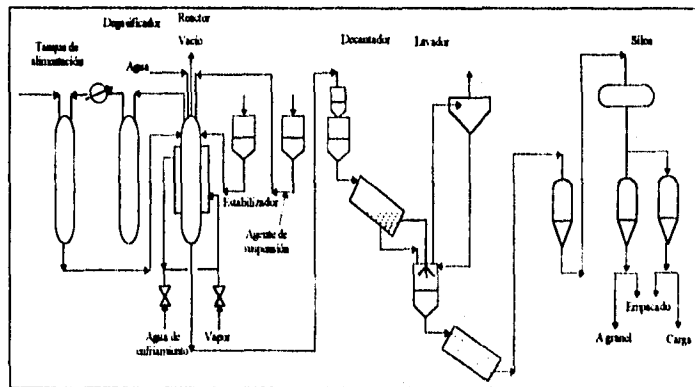 Reactor
Vacío
Agua
Tanque de
alimentación
Decantador
Lavador
Silos
Estabilizador
Agente de
suspensión
Agua de
enfriamiento
Vapor
Empacado
A granel
Carga